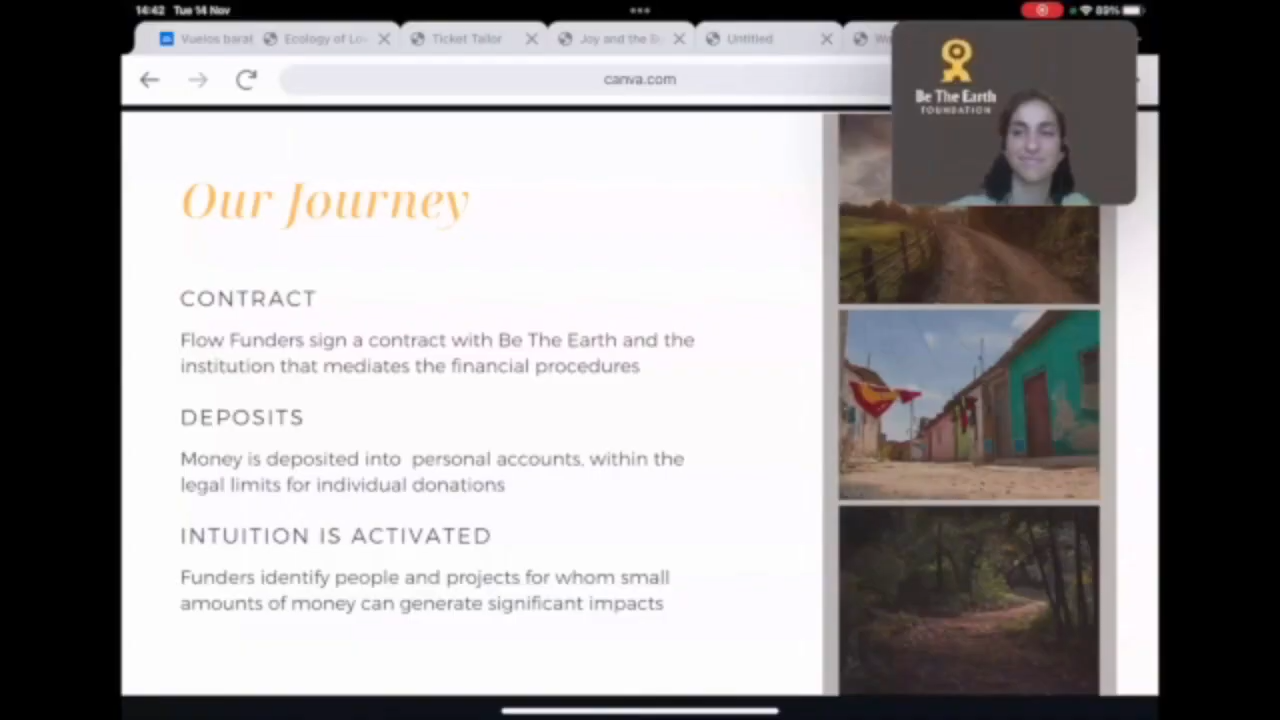 14:42 Tue 14 Nov
89%
Vuelos barat
Ecology of Lo
Ticket Tailor
Joy and the
Untitled
canva.com
Be The Earth
FOUNDATION
Our Journey
CONTRACT
Flow Funders sign a contract with Be The Earth and the
institution that mediates the financial procedures
DEPOSITS
Money is deposited into personal accounts, within the
legal limits for individual donations
INTUITION IS ACTIVATED
Funders identify people and projects for whom small
amounts of money can generate significant impacts